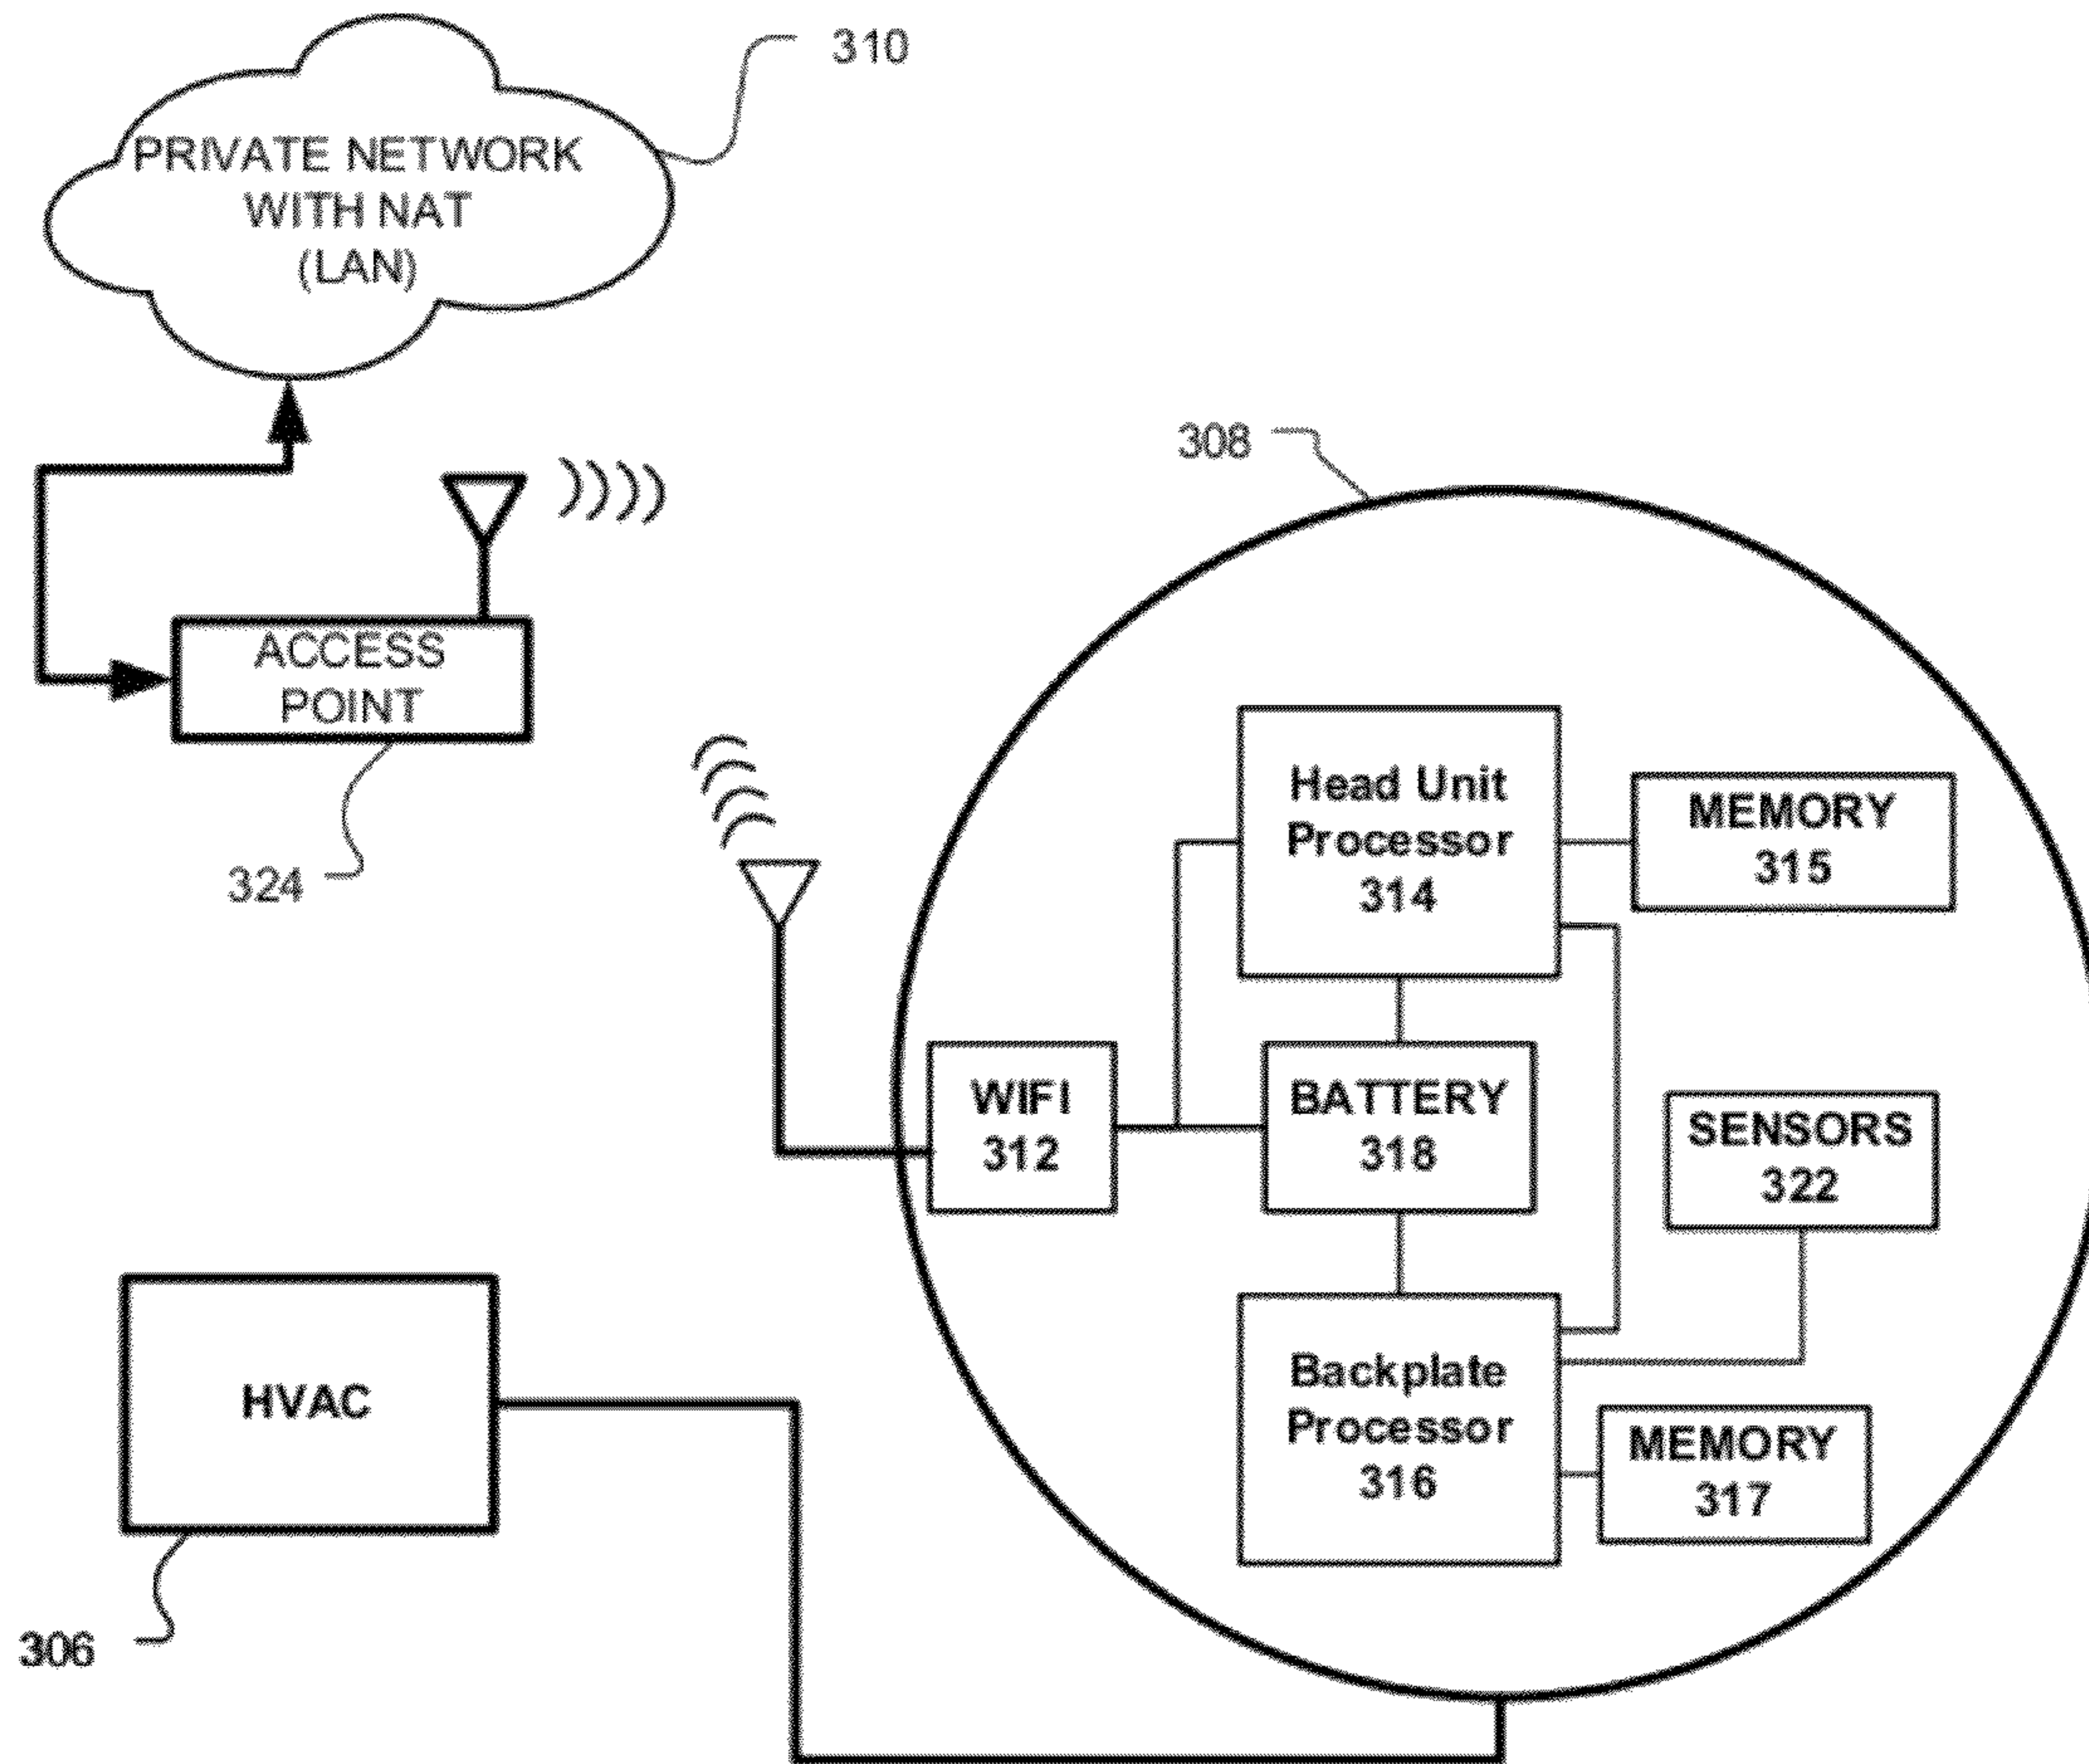 310
PRIVATE NETWORK
WITH NAT
(LAN)
308
ACCESS
POINT
324
Head Unit
Processor
314
MEMORY
315
WIFI
312
BATTERY
318
SENSORS
322
HVAC
306
Backplate
Processor
316
MEMORY
317